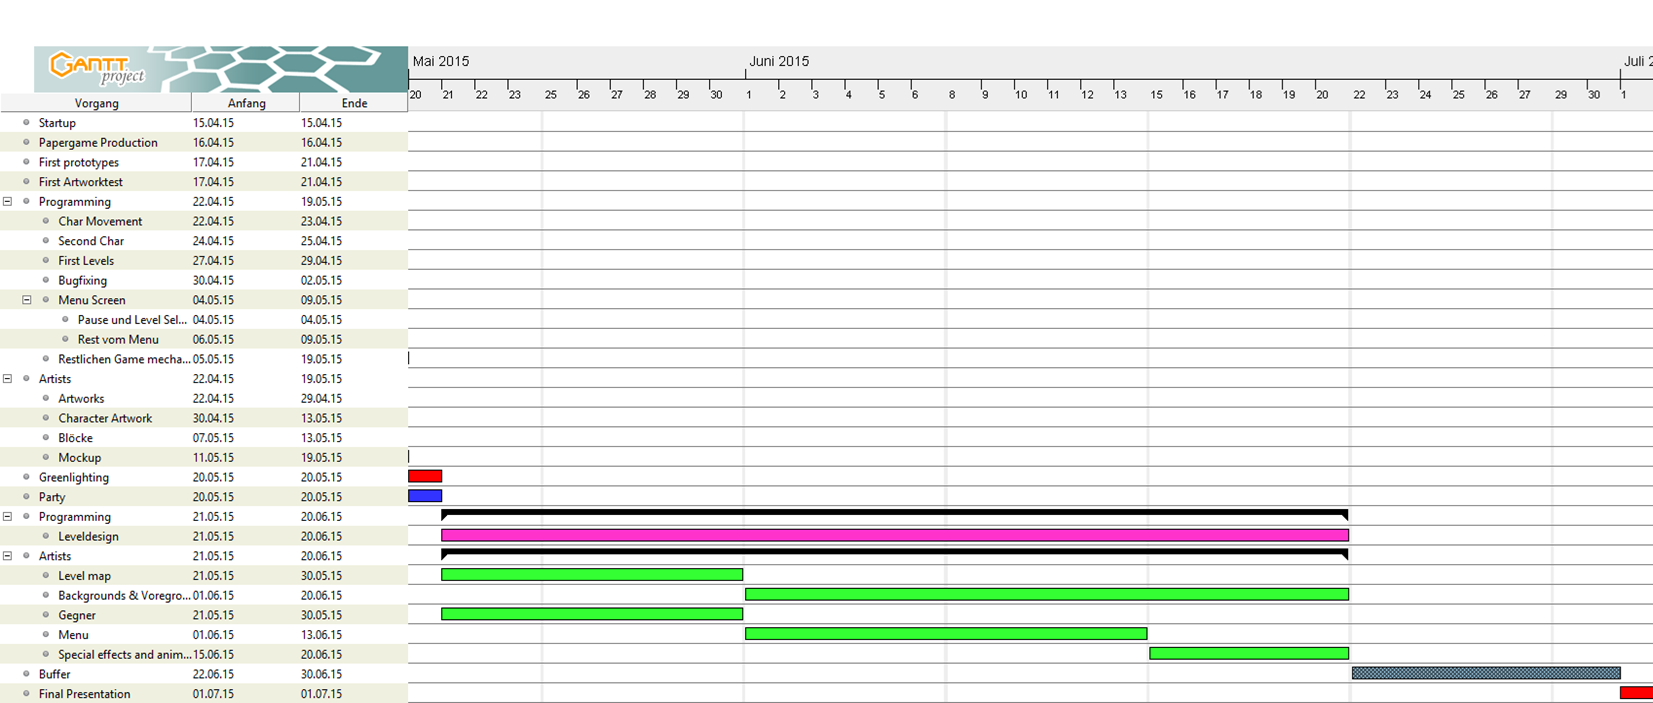 GANTT
project
Mai 2015 Juni 2015 Juli 2
20 21 22 23 25 26 27 28 29 30 1 2 3 4 5 6 8 9 10 11 12 13 15 16 17 18 19 20 22 23 24 25 26 27 29 30 1
Vorgang Anfang Ende
Startup 15.04.15 15.04.15
Papergame Production 16.04.15 16.04.15
First prototypes 17.04.15 21.04.15
First Artworktest 17.04.15 21.04.15
Programming 22.04.15 19.05.15
Char Movement 22.04.15 23.04.15
Second Char 24.04.15 25.04.15
First Levels 27.04.15 29.04.15
Bugfixing 30.04.15 02.05.15
Menu Screen 04.05.15 09.05.15
Pause und Level Sel... 04.05.15 04.05.15
Rest vom Menu 06.05.15 09.05.15
Restlichen Game mecha... 05.05.15 19.05.15
Artists 22.04.15 19.05.15
Artworks 22.04.15 29.04.15
Character Artwork 30.04.15 13.05.15
Blöcke 07.05.15 13.05.15
Mockup 11.05.15 19.05.15
Greenlighting 20.05.15 20.05.15
Party 20.05.15 20.05.15
Programming 21.05.15 20.06.15
Leveldesign 21.05.15 20.06.15
Artists 21.05.15 20.06.15
Level map 21.05.15 30.05.15
Backgrounds & Voregro... 01.06.15 20.06.15
Gegner 21.05.15 30.05.15
Menu 01.06.15 13.06.15
Special effects and anim... 15.06.15 20.06.15
Buffer 22.06.15 30.06.15
Final Presentation 01.07.15 01.07.15